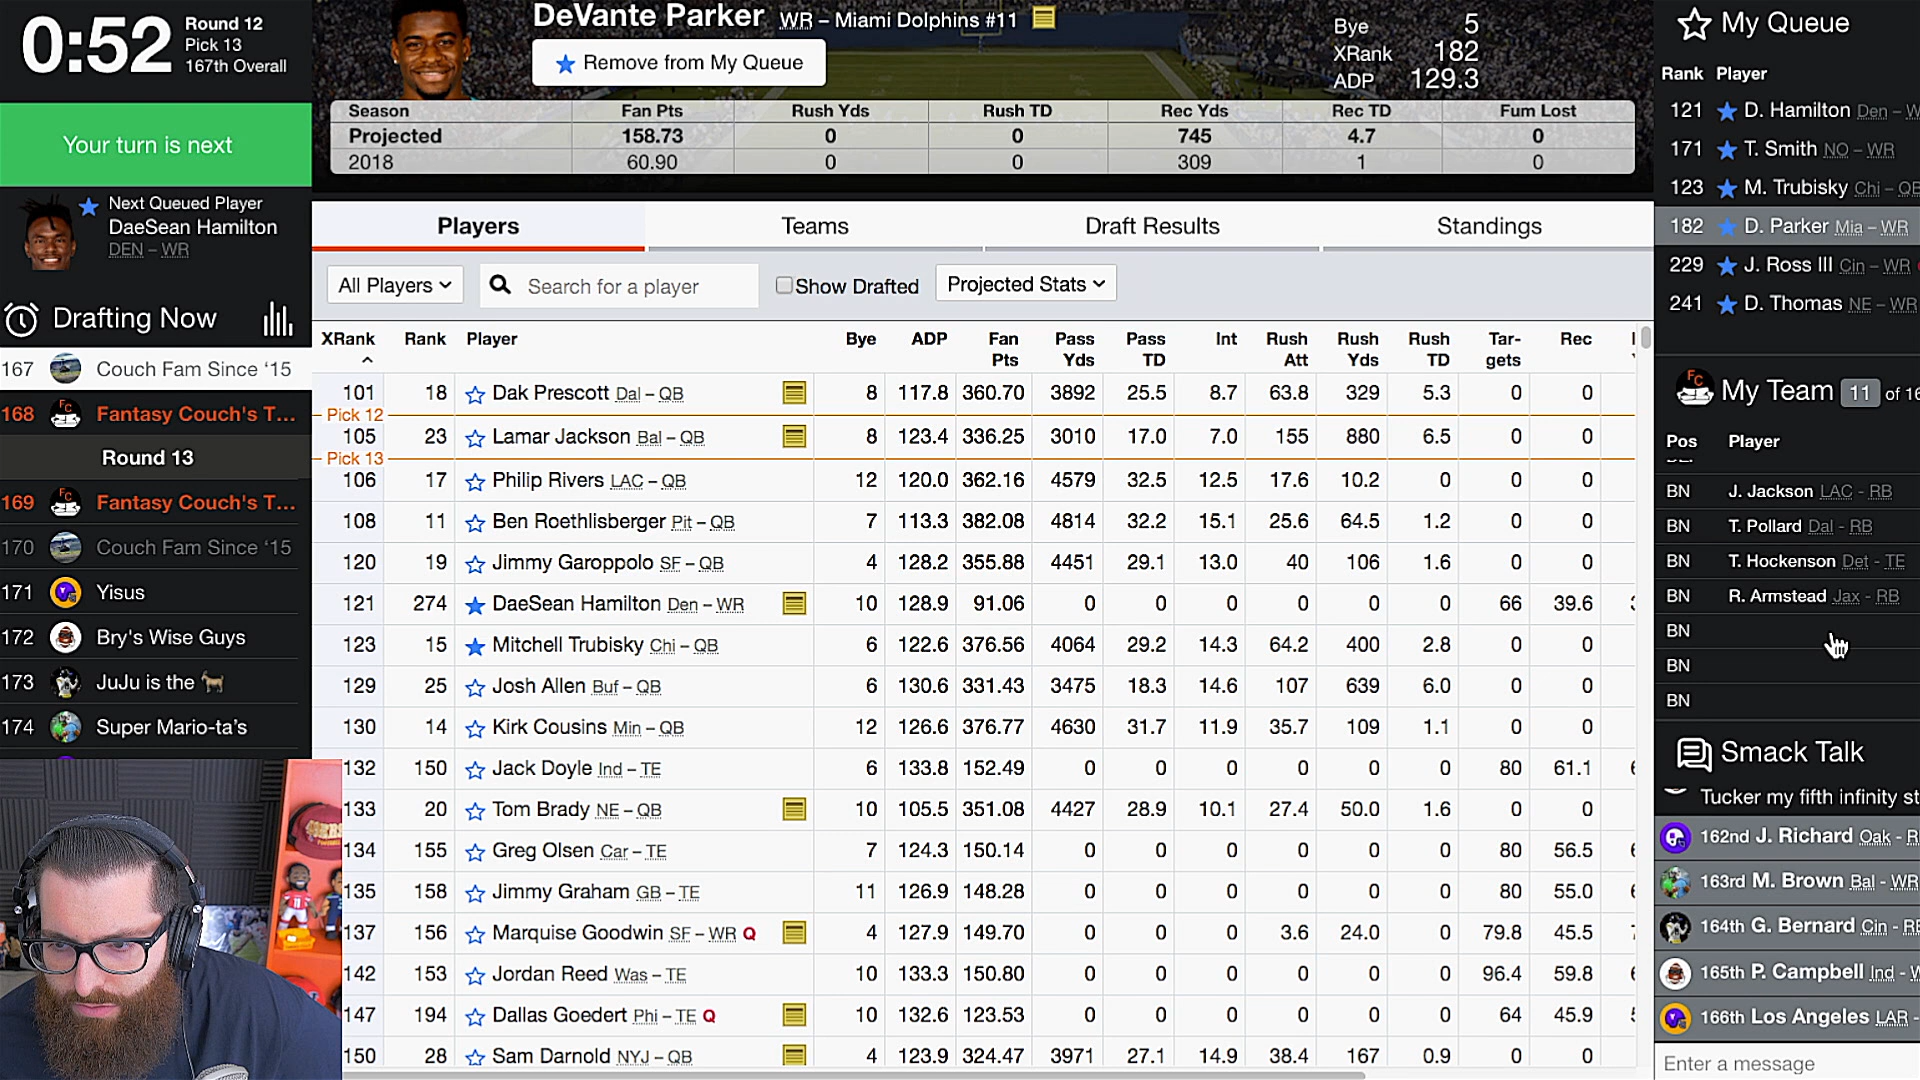 0:52
Round 12
Pick 13
167th Overall
Your turn is next
Next Queued Player
DaeSean Hamilton
DEN – WR
Drafting Now
167 Couch Fam Since '15
168 Fantasy Couch's T...
Round 13
169 Fantasy Couch's T...
170 Couch Fam Since '15
171 Yisus
172 Bry's Wise Guys
173 JuJu is the 🐐
174 Super Mario-ta's
DeVante Parker WR – Miami Dolphins #11
Remove from My Queue
Bye 5
XRank 182
ADP 129.3
Season Fan Pts Rush Yds Rush TD Rec Yds Rec TD Fum Lost
Projected 158.73 0 0 745 4.7 0
2018 60.90 0 0 309 1 0
Players Teams Draft Results Standings
All Players Search for a player Show Drafted Projected Stats
XRank Rank Player Bye ADP Fan Pts Pass Yds Pass TD Int Rush Att Rush Yds Rush TD Tar-gets Rec
101 18 Dak Prescott Dal – QB 8 117.8 360.70 3892 25.5 8.7 63.8 329 5.3 0 0
Pick 12
105 23 Lamar Jackson Bal – QB 8 123.4 336.25 3010 17.0 7.0 155 880 6.5 0 0
Pick 13
106 17 Philip Rivers LAC – QB 12 120.0 362.16 4579 32.5 12.5 17.6 10.2 0 0 0
108 11 Ben Roethlisberger Pit – QB 7 113.3 382.08 4814 32.2 15.1 25.6 64.5 1.2 0 0
120 19 Jimmy Garoppolo SF – QB 4 128.2 355.88 4451 29.1 13.0 40 106 1.6 0 0
121 274 DaeSean Hamilton Den – WR 10 128.9 91.06 0 0 0 0 0 0 66 39.6
123 15 Mitchell Trubisky Chi – QB 6 122.6 376.56 4064 29.2 14.3 64.2 400 2.8 0 0
129 25 Josh Allen Buf – QB 6 130.6 331.43 3475 18.3 14.6 107 639 6.0 0 0
130 14 Kirk Cousins Min – QB 12 126.6 376.77 4630 31.7 11.9 35.7 109 1.1 0 0
132 150 Jack Doyle Ind – TE 6 133.8 152.49 0 0 0 0 0 0 80 61.1
133 20 Tom Brady NE – QB 10 105.5 351.08 4427 28.9 10.1 27.4 50.0 1.6 0 0
134 155 Greg Olsen Car – TE 7 124.3 150.14 0 0 0 0 0 0 80 56.5
135 158 Jimmy Graham GB – TE 11 126.9 148.28 0 0 0 0 0 0 80 55.0
137 156 Marquise Goodwin SF – WR Q 4 127.9 149.70 0 0 0 3.6 24.0 0 79.8 45.5
142 153 Jordan Reed Was – TE 10 133.3 150.80 0 0 0 0 0 0 96.4 59.8
147 194 Dallas Goedert Phi – TE Q 10 132.6 123.53 0 0 0 0 0 0 64 45.9
150 28 Sam Darnold NYJ – QB 4 123.9 324.47 3971 27.1 14.9 38.4 167 0.9 0 0
My Queue
Rank Player
121 D. Hamilton Den – W
171 T. Smith NO – WR
123 M. Trubisky Chi – QB
182 D. Parker Mia – WR
229 J. Ross III Cin – WR
241 D. Thomas NE – WR
My Team 11 of 16
Pos Player
BN J. Jackson LAC - RB
BN T. Pollard Dal - RB
BN T. Hockenson Det - TE
BN R. Armstead Jax - RB
BN
BN
BN
Smack Talk
Tucker my fifth infinity st
162nd J. Richard Oak - R
163rd M. Brown Bal - WR
164th G. Bernard Cin - RB
165th P. Campbell Ind - W
166th Los Angeles LAR -
Enter a message